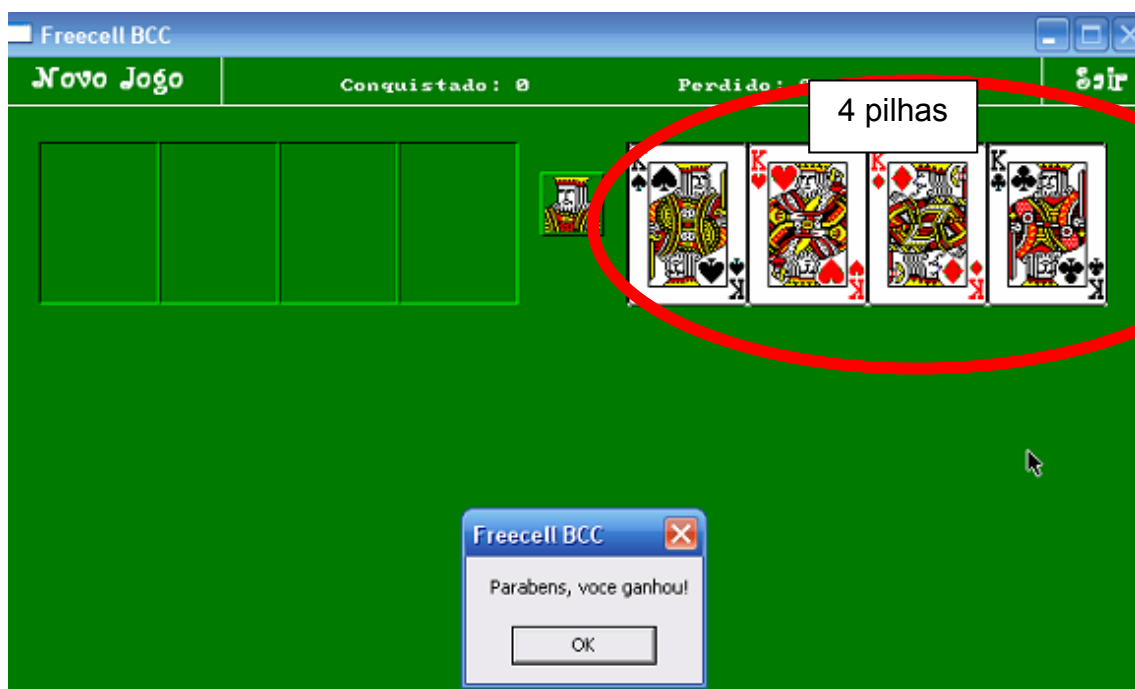 Freecell BCC
Novo Jogo
Conquistado: 0
Perdido:
Sair
4 pilhas
K K K K
K K K K
Freecell BCC
Parabens, voce ganhou!
OK